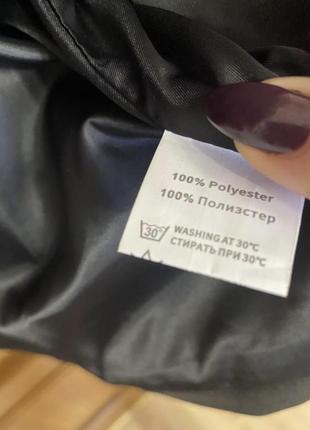 100% Polyester
100% Полиэстер
30° WASHING AT 30℃
СТИРАТЬ ПРИ 30℃